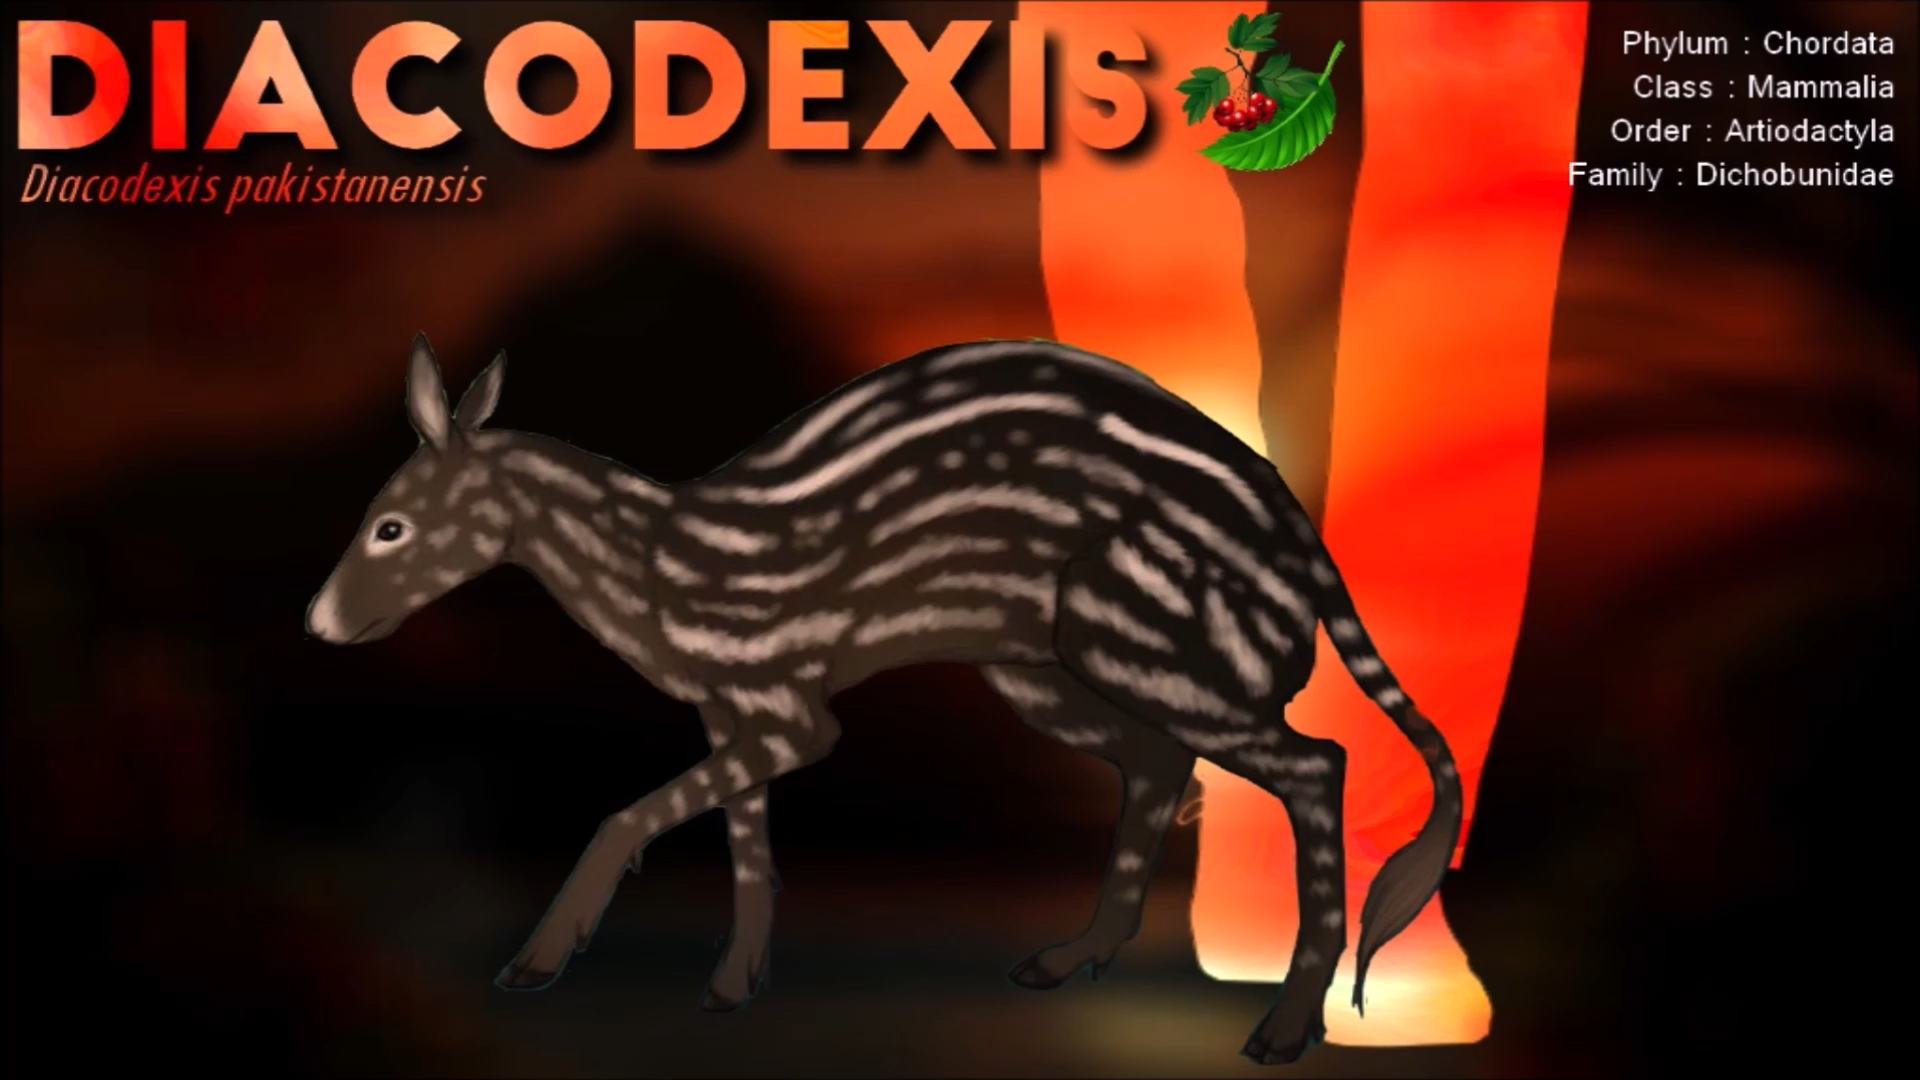 DIACODEXIS
Diacodexis pakistanensis
Phylum : Chordata
Class : Mammalia
Order : Artiodactyla
Family : Dichobunidae